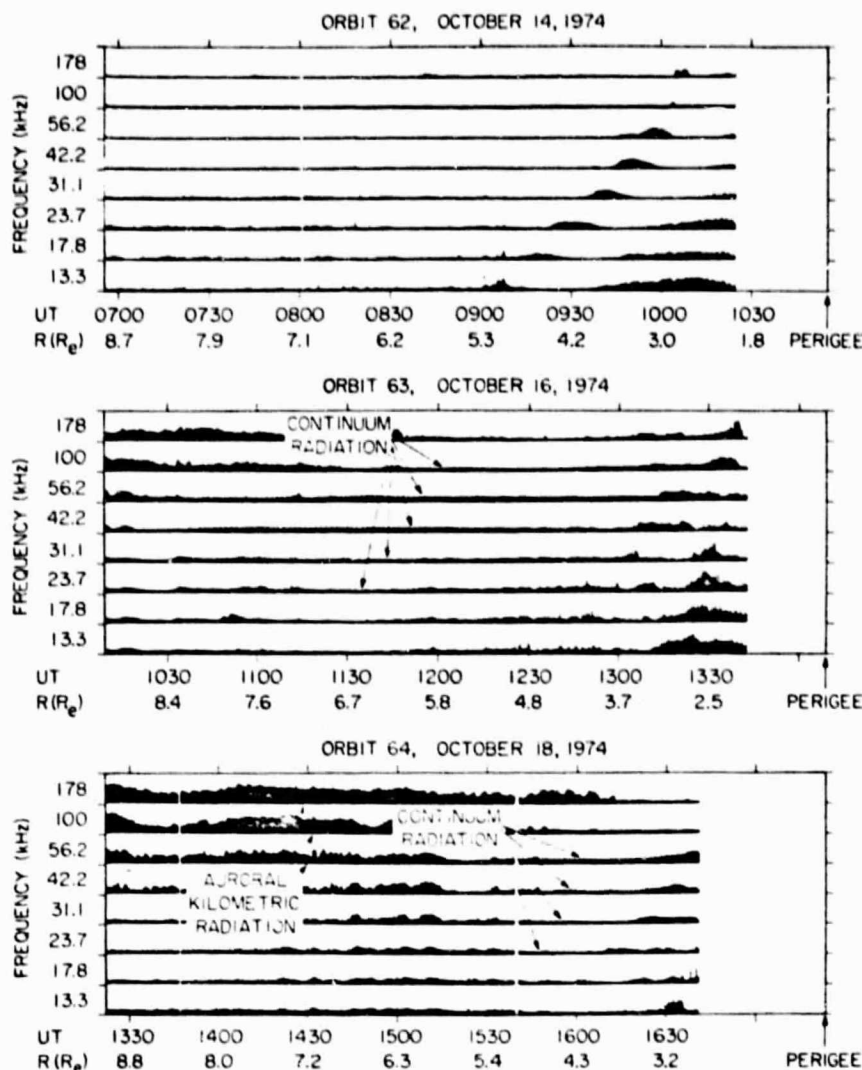 ORBIT 62, OCTOBER 14, 1974
FREQUENCY (kHz)
178
100
56.2
42.2
31.1
23.7
17.8
13.3
UT 0700 0730 0800 0830 0900 0930 1000 1030
R(Re) 8.7 7.9 7.1 6.2 5.3 4.2 3.0 1.8 PERIGEE
ORBIT 63, OCTOBER 16, 1974
FREQUENCY (kHz)
178
100
56.2
42.2
31.1
23.7
17.8
13.3
CONTINUUM
RADIATION
UT 1030 1100 1130 1200 1230 1300 1330
R(Re) 8.4 7.6 6.7 5.8 4.8 3.7 2.5 PERIGEE
ORBIT 64, OCTOBER 18, 1974
FREQUENCY (kHz)
178
100
56.2
42.2
31.1
23.7
17.8
13.3
CONTINUUM
RADIATION
AURORAL
KILOMETRIC
RADIATION
UT 1330 1400 1430 1500 1530 1600 1630
R(Re) 8.8 8.0 7.2 6.3 5.4 4.3 3.2 PERIGEE